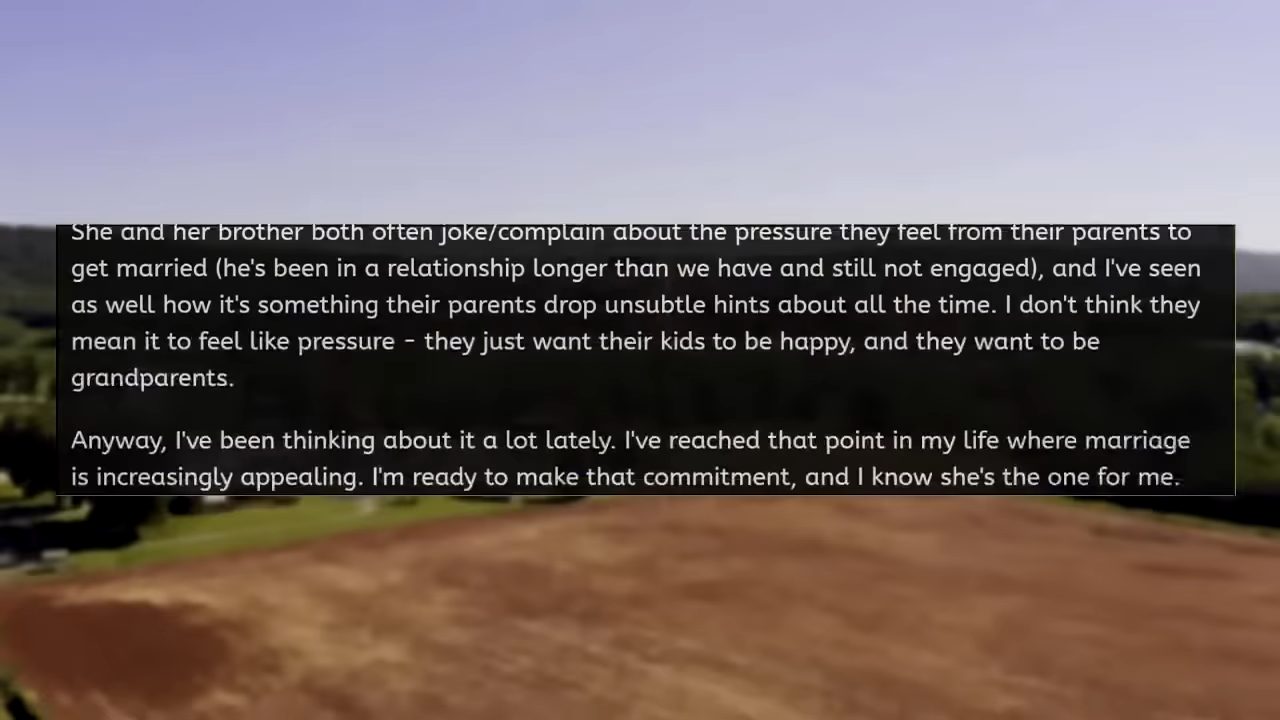 She and her brother both often joke/complain about the pressure they feel from their parents to
get married (he's been in a relationship longer than we have and still not engaged), and I've seen
as well how it's something their parents drop unsubtle hints about all the time. I don't think they
mean it to feel like pressure - they just want their kids to be happy, and they want to be
grandparents.
Anyway, I've been thinking about it a lot lately. I've reached that point in my life where marriage
is increasingly appealing. I'm ready to make that commitment, and I know she's the one for me.